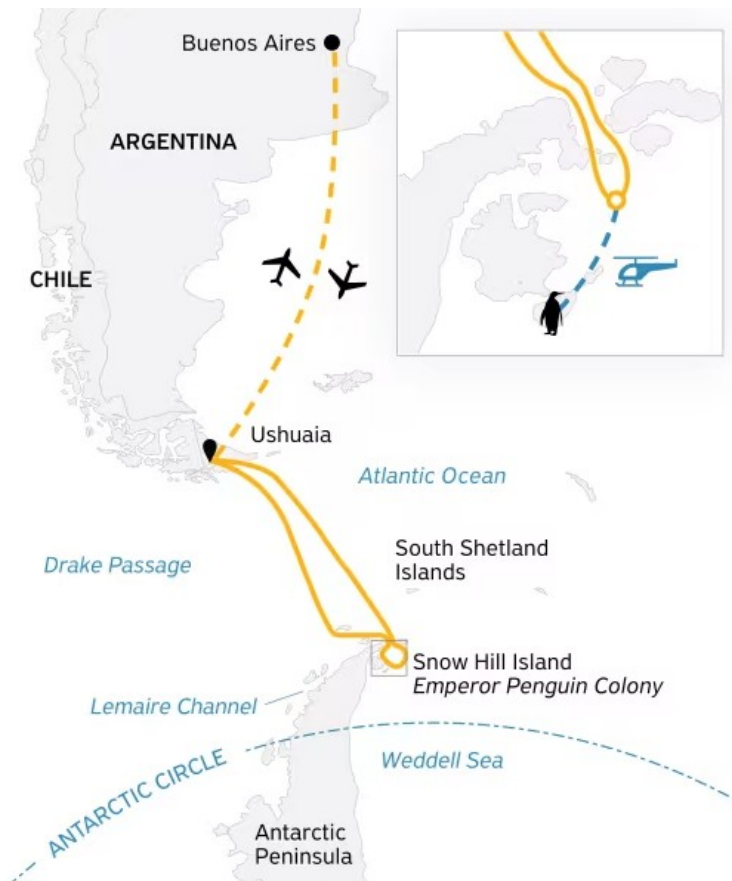 Buenos Aires
ARGENTINA
CHILE
Ushuaia
Atlantic Ocean
Drake Passage
South Shetland
Islands
Snow Hill Island
Emperor Penguin Colony
Lemaire Channel
ANTARCTIC CIRCLE
Weddell Sea
Antarctic
Peninsula